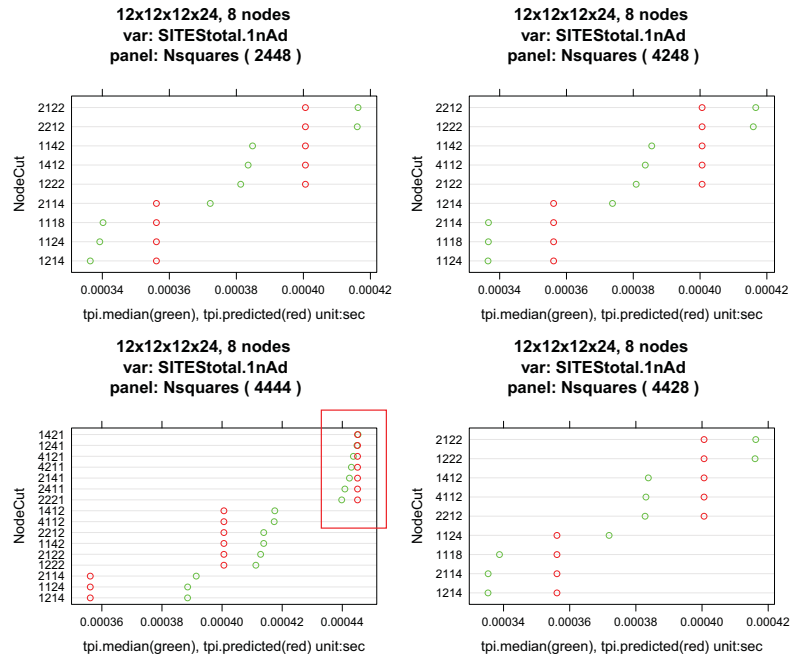 12x12x12x24, 8 nodes
var: SITEStotal.1nAd
panel: Nsquares ( 2448 )
NodeCut
2122
2212
1142
1412
1222
2114
1118
1124
1214
0.00034 0.00036 0.00038 0.00040 0.00042
tpi.median(green), tpi.predicted(red) unit:sec
12x12x12x24, 8 nodes
var: SITEStotal.1nAd
panel: Nsquares ( 4248 )
NodeCut
2212
1222
1142
4112
2122
1214
2114
1118
1124
0.00034 0.00036 0.00038 0.00040 0.00042
tpi.median(green), tpi.predicted(red) unit:sec
12x12x12x24, 8 nodes
var: SITEStotal.1nAd
panel: Nsquares ( 4444 )
NodeCut
1421
1241
4121
4211
2141
2411
2221
1412
4112
2212
1142
2122
1222
2114
1124
1214
0.00036 0.00038 0.00040 0.00042 0.00044
tpi.median(green), tpi.predicted(red) unit:sec
12x12x12x24, 8 nodes
var: SITEStotal.1nAd
panel: Nsquares ( 4428 )
NodeCut
2122
1222
1412
4112
2212
1124
1118
2114
1214
0.00034 0.00036 0.00038 0.00040 0.00042
tpi.median(green), tpi.predicted(red) unit:sec